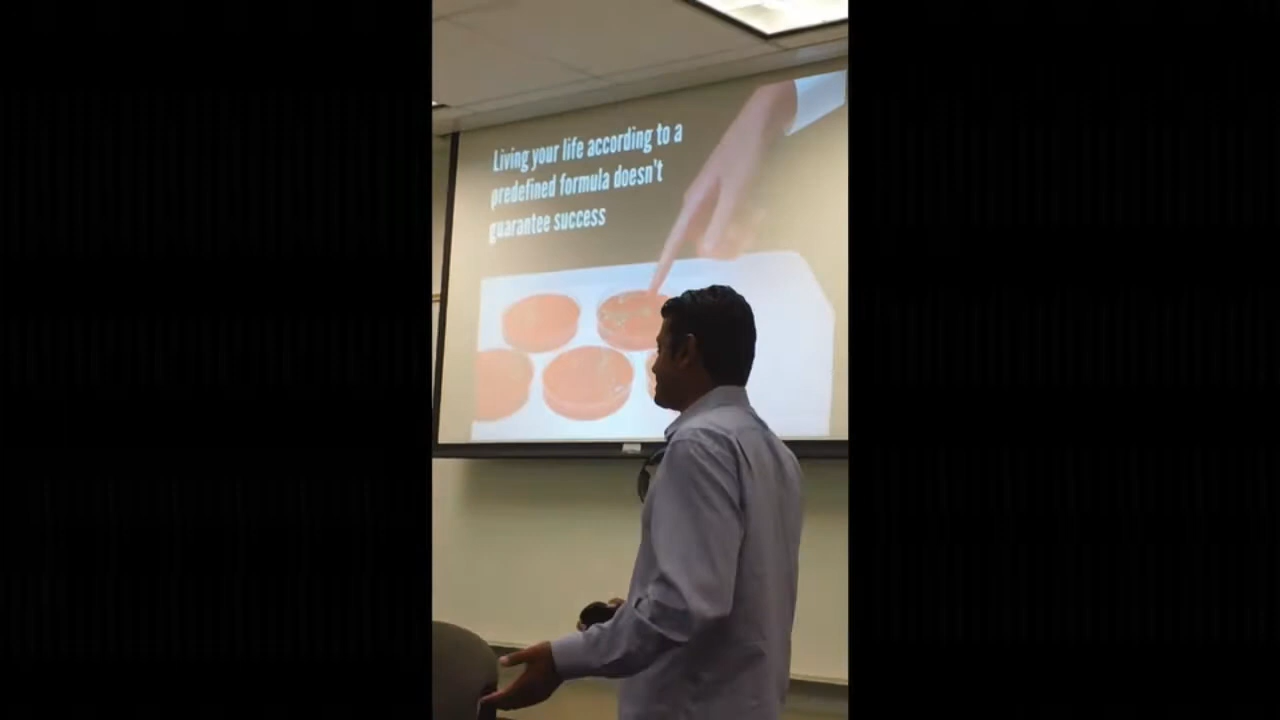 Living your life according to a
predefined formula doesn't
guarantee success